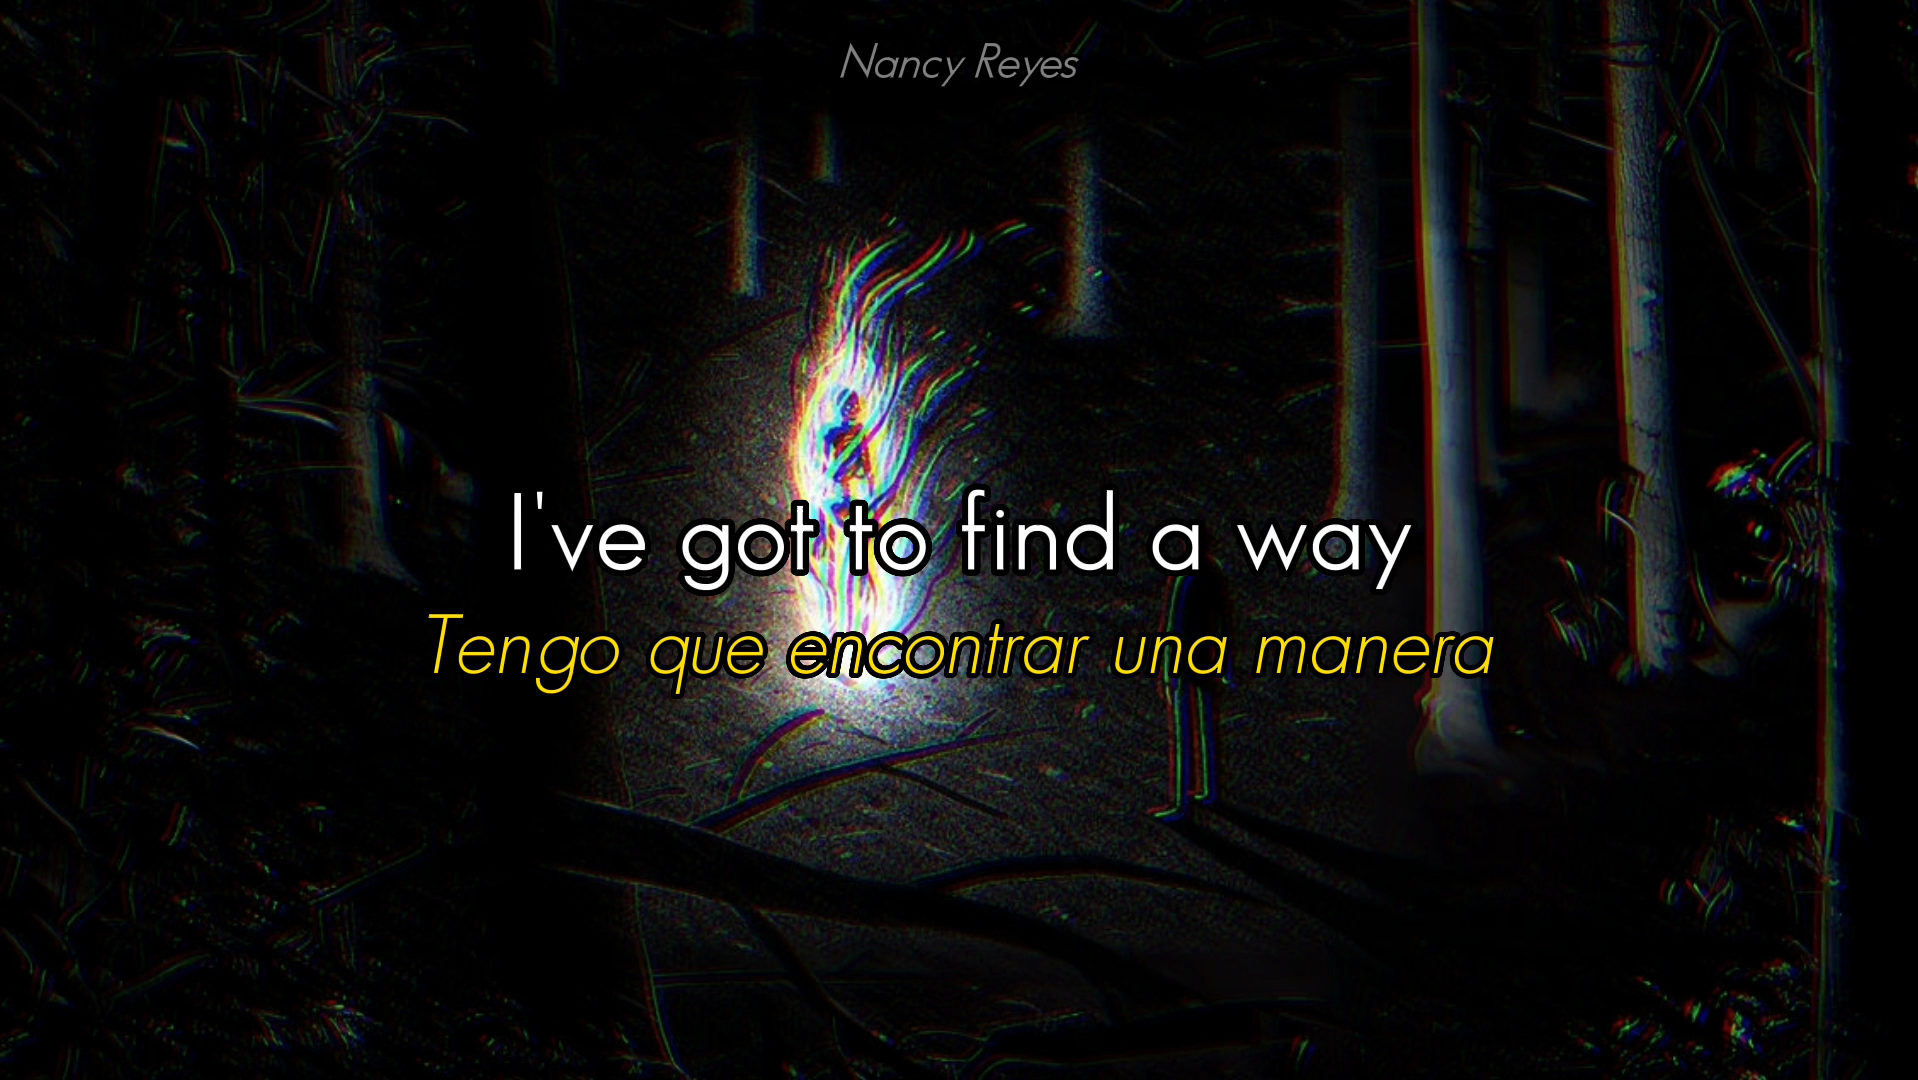 Nancy Reyes
I've got to find a way
Tengo que encontrar una manera